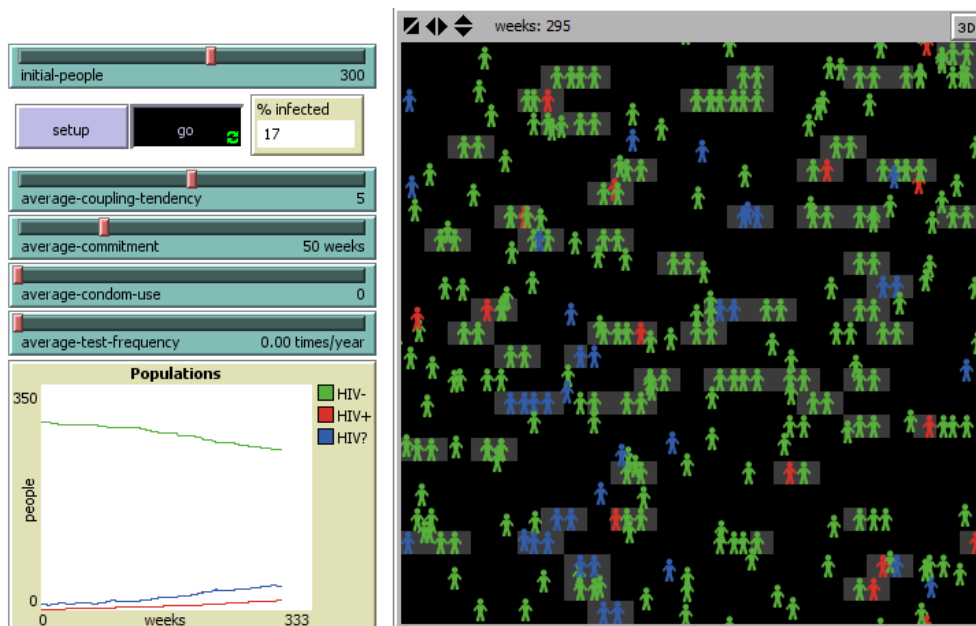 weeks: 295
3D
initial-people 300
setup
go
% infected
17
average-coupling-tendency 5
average-commitment 50 weeks
average-condom-use 0
average-test-frequency 0.00 times/year
Populations
350
people
0
0 weeks 333
HIV-
HIV+
HIV?